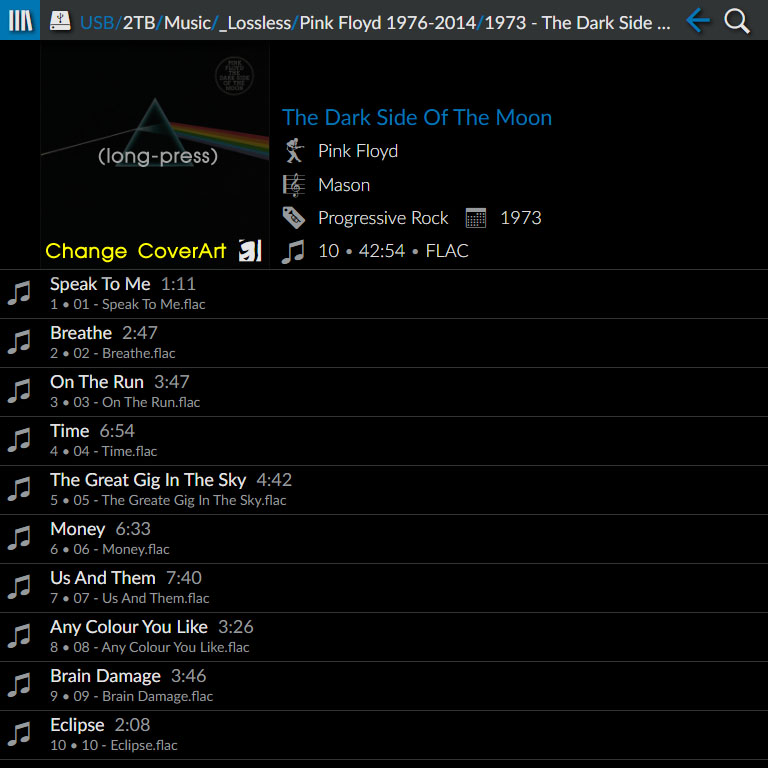 USB/2TB/Music/_Lossless/Pink Floyd 1976-2014/1973 - The Dark Side ...
PINK
FLOYD
THE
DARK SIDE
OF THE
MOON
(long-press)
Change CoverArt
The Dark Side Of The Moon
Pink Floyd
Mason
Progressive Rock 1973
10 • 42:54 • FLAC
Speak To Me 1:11
1 • 01 - Speak To Me.flac
Breathe 2:47
2 • 02 - Breathe.flac
On The Run 3:47
3 • 03 - On The Run.flac
Time 6:54
4 • 04 - Time.flac
The Great Gig In The Sky 4:42
5 • 05 - The Greate Gig In The Sky.flac
Money 6:33
6 • 06 - Money.flac
Us And Them 7:40
7 • 07 - Us And Them.flac
Any Colour You Like 3:26
8 • 08 - Any Colour You Like.flac
Brain Damage 3:46
9 • 09 - Brain Damage.flac
Eclipse 2:08
10 • 10 - Eclipse.flac